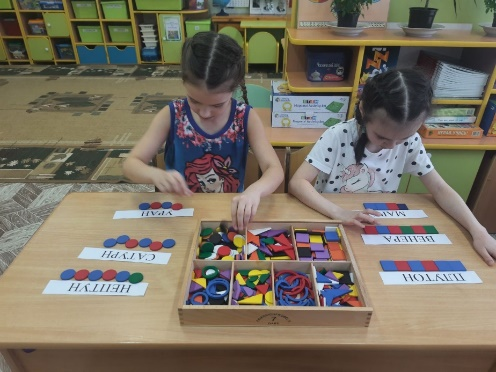 УРАН
САТУРН
НЕПТУН
МАРС
ВЕНЕРА
ПЛУТОН